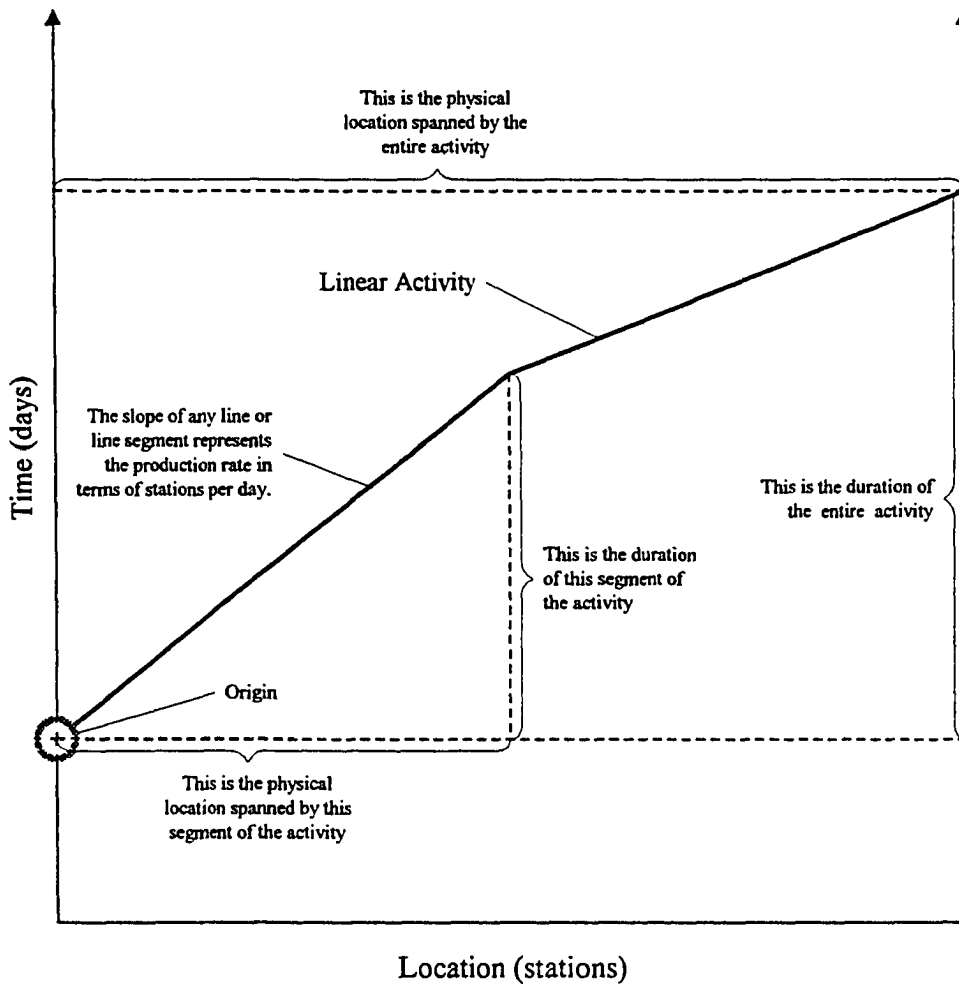 This is the physical
location spanned by the
entire activity
Linear Activity
The slope of any line or
line segment represents
the production rate in
terms of stations per day.
This is the duration of
the entire activity
This is the duration
of this segment of
the activity
Origin
This is the physical
location spanned by this
segment of the activity
Time (days)
Location (stations)